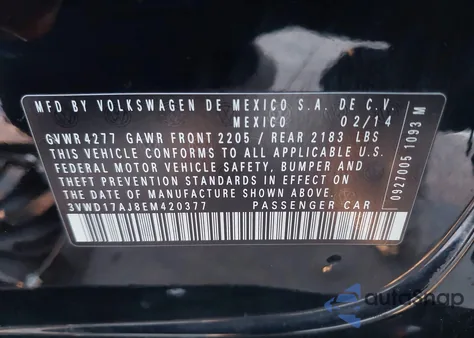 MFD BY VOLKSWAGEN DE MEXICO S.A. DE C.V.
MEXICO 02/14
GVWR 4277 GAWR FRONT 2205 / REAR 2183 LBS
THIS VEHICLE CONFORMS TO ALL APPLICABLE U.S.
FEDERAL MOTOR VEHICLE SAFETY, BUMPER AND
THEFT PREVENTION STANDARDS IN EFFECT ON
THE DATE OF MANUFACTURE SHOWN ABOVE.
3VWD17AJ8EM420377 PASSENGER CAR
0927005 1093 M
autosnap